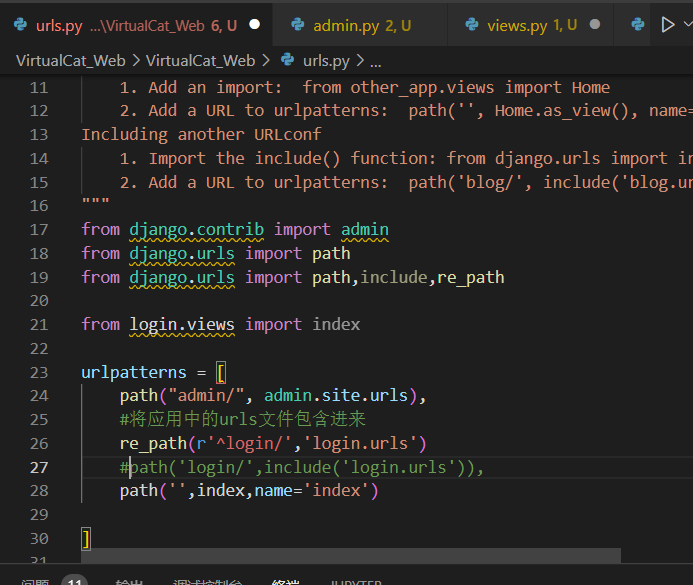 urls.py ...\VirtualCat_Web 6, U admin.py 2, U views.py 1, U
VirtualCat_Web > VirtualCat_Web > urls.py > ...
11 1. Add an import:  from other_app.views import Home
12 2. Add a URL to urlpatterns:  path('', Home.as_view(), name=
13 Including another URLconf
14 1. Import the include() function: from django.urls import in
15 2. Add a URL to urlpatterns:  path('blog/', include('blog.ur
16 """
17 from django.contrib import admin
18 from django.urls import path
19 from django.urls import path,include,re_path
20
21 from login.views import index
22
23 urlpatterns = [
24 path("admin/", admin.site.urls),
25 #将应用中的urls文件包含进来
26 re_path(r'^login/','login.urls')
27 #path('login/',include('login.urls')),
28 path('',index,name='index')
29
30 ]
31
问题 11 输出 调试控制台 终端 JUPYTER